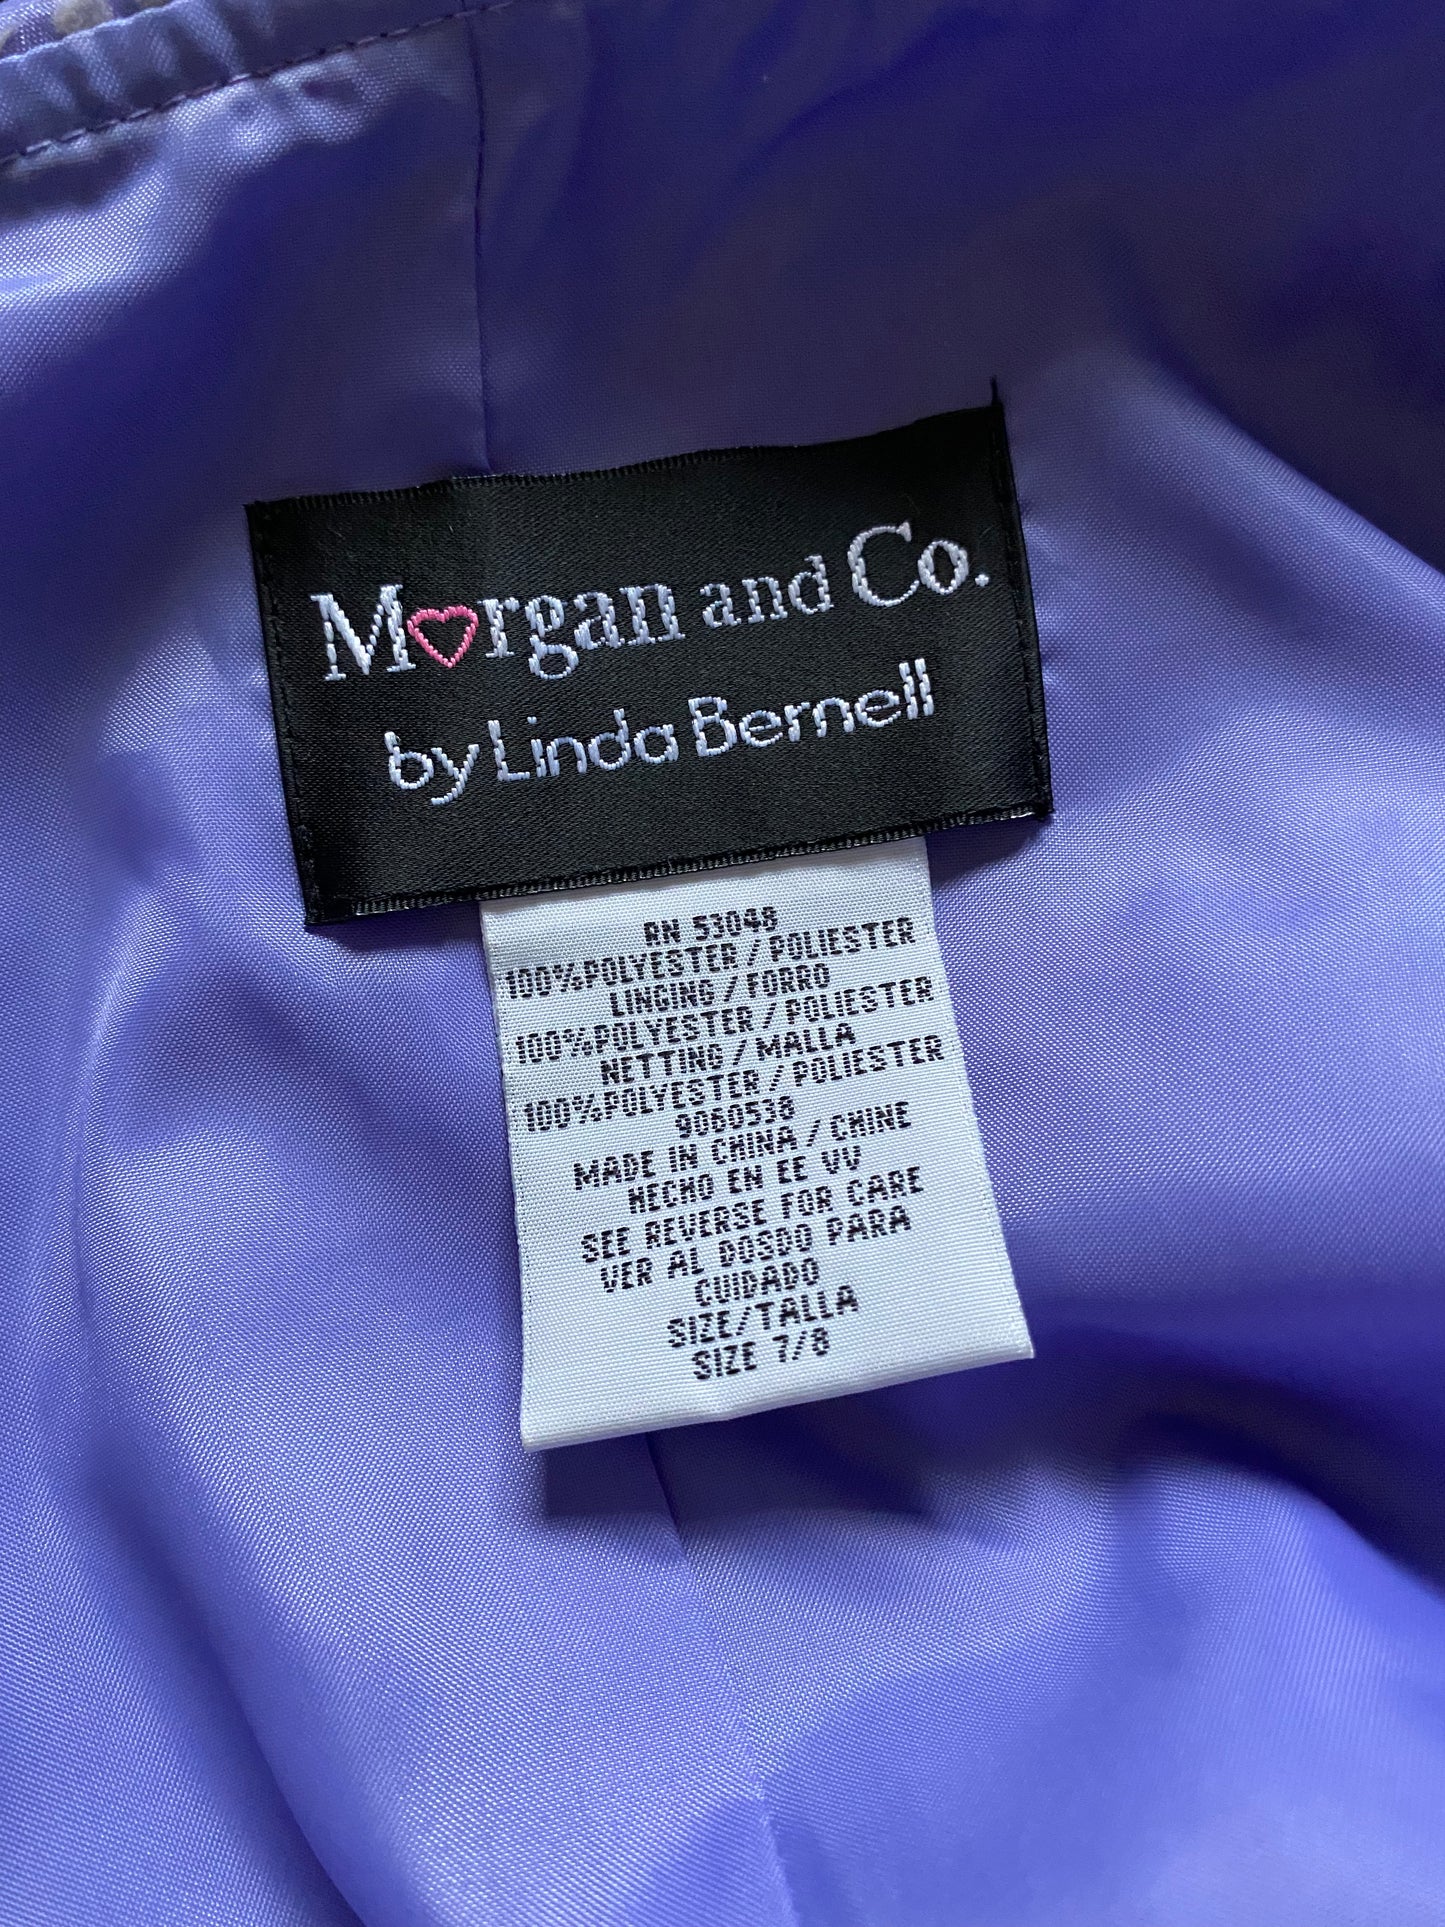 Morgan and Co.
by Linda Bernell
RN 53048
100%POLYESTER/POLIESTER
LINGING/FORRO
100%POLYESTER/POLIESTER
NETTING/MALLA
100%POLYESTER/POLIESTER
9060538
MADE IN CHINA/CHINE
HECHO EN EE VV
SEE REVERSE FOR CARE
VER AL DOSDO PARA
CUIDADO
SIZE/TALLA
SIZE 7/8